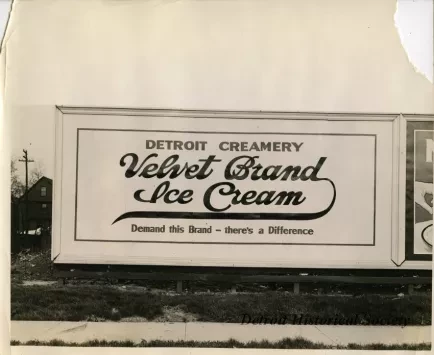 DETROIT CREAMERY
Velvet Brand
Ice Cream
Demand this Brand - there's a Difference
Detroit Historical Society